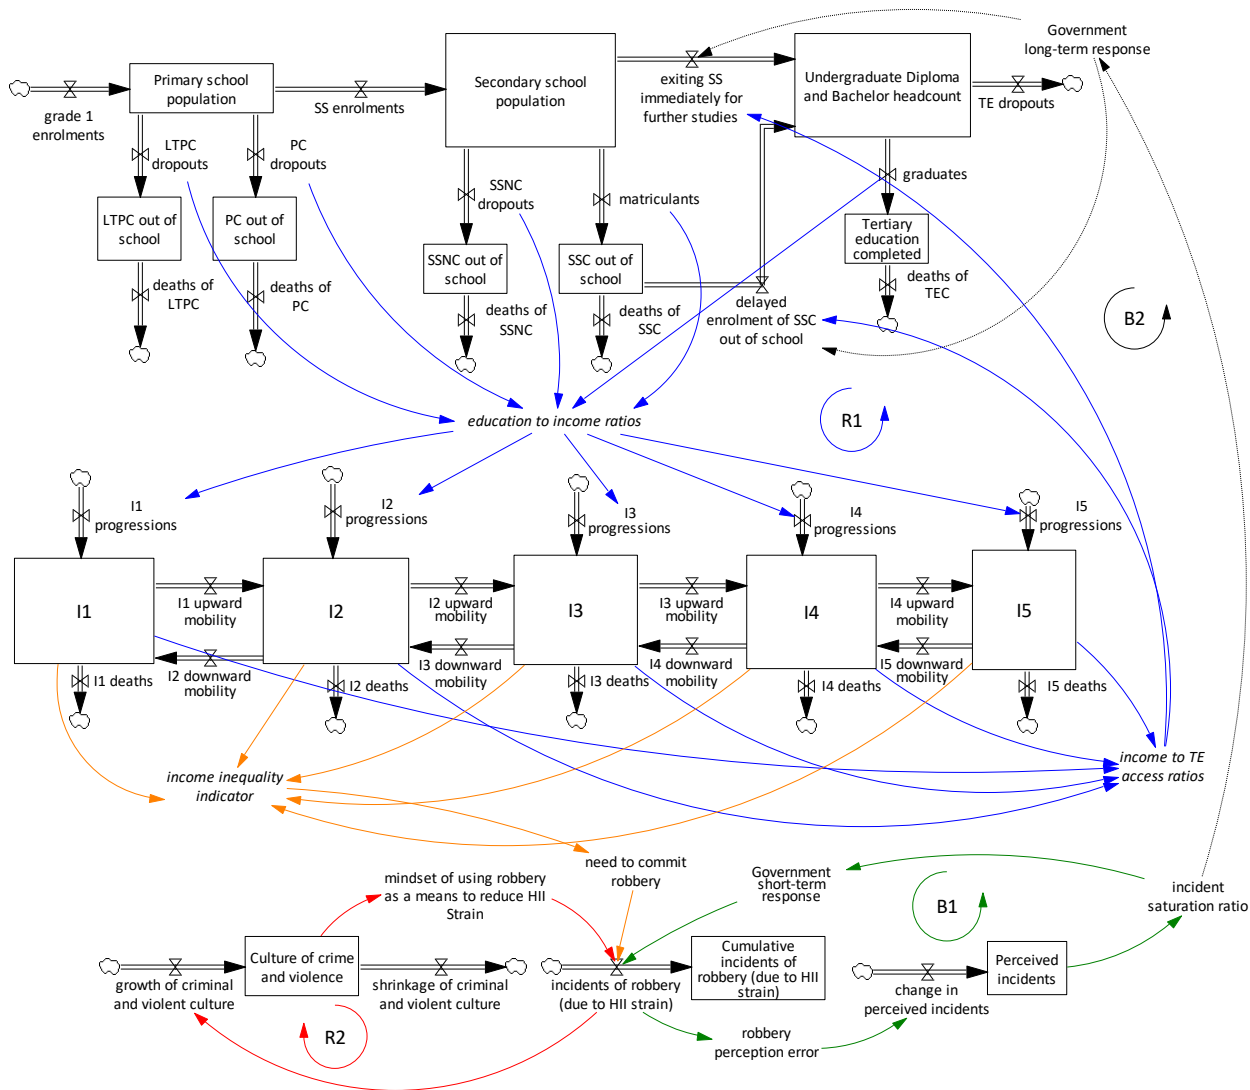 Government
long-term response
Primary school
population
Secondary school
population
Undergraduate Diploma
and Bachelor headcount
grade 1
enrolments
SS enrolments
exiting SS
immediately for
further studies
TE dropouts
LTPC
dropouts
PC
dropouts
SSNC
dropouts
matriculants
graduates
LTPC out of
school
PC out of
school
SSNC out of
school
SSC out of
school
Tertiary
education
completed
deaths of
LTPC
deaths of
PC
deaths of
SSNC
deaths of
SSC
delayed
enrolment of SSC
out of school
deaths of
TEC
B2
R1
education to income ratios
I1
progressions
I2
progressions
I3
progressions
I4
progressions
I5
progressions
I1
I2
I3
I4
I5
I1 upward
mobility
I2 upward
mobility
I3 upward
mobility
I4 upward
mobility
I2 downward
mobility
I3 downward
mobility
I4 downward
mobility
I5 downward
mobility
I1 deaths
I2 deaths
I3 deaths
I4 deaths
I5 deaths
income inequality
indicator
income to TE
access ratios
need to commit
robbery
mindset of using robbery
as a means to reduce HII
Strain
Government
short-term
response
B1
incident
saturation ratio
Culture of crime
and violence
Cumulative
incidents of
robbery (due to HII
strain)
Perceived
incidents
growth of criminal
and violent culture
shrinkage of criminal
and violent culture
incidents of robbery
(due to HII strain)
change in
perceived incidents
R2
robbery
perception error